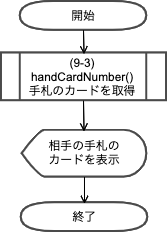 開始
(9-3)
handCardNumber()
手札のカードを取得
相手の手札の
カードを表示
終了